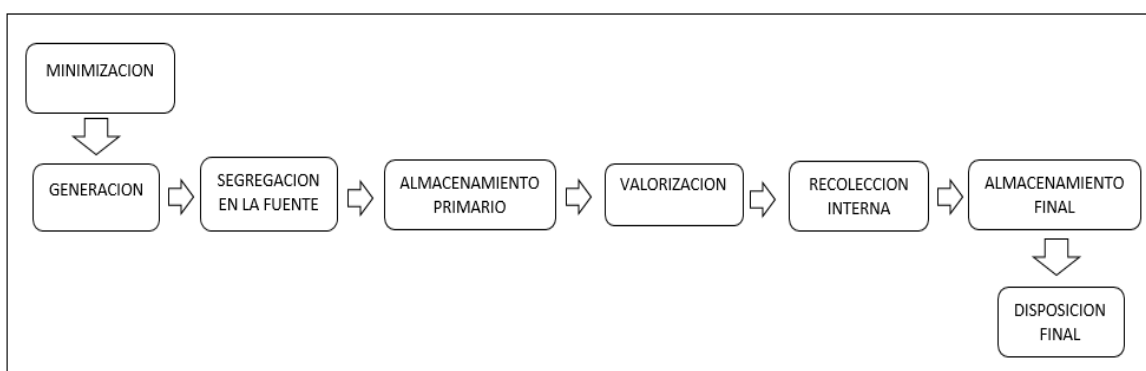 MINIMIZACION
GENERACION
SEGREGACION
EN LA FUENTE
ALMACENAMIENTO
PRIMARIO
VALORIZACION
RECOLECCION
INTERNA
ALMACENAMIENTO
FINAL
DISPOSICION
FINAL